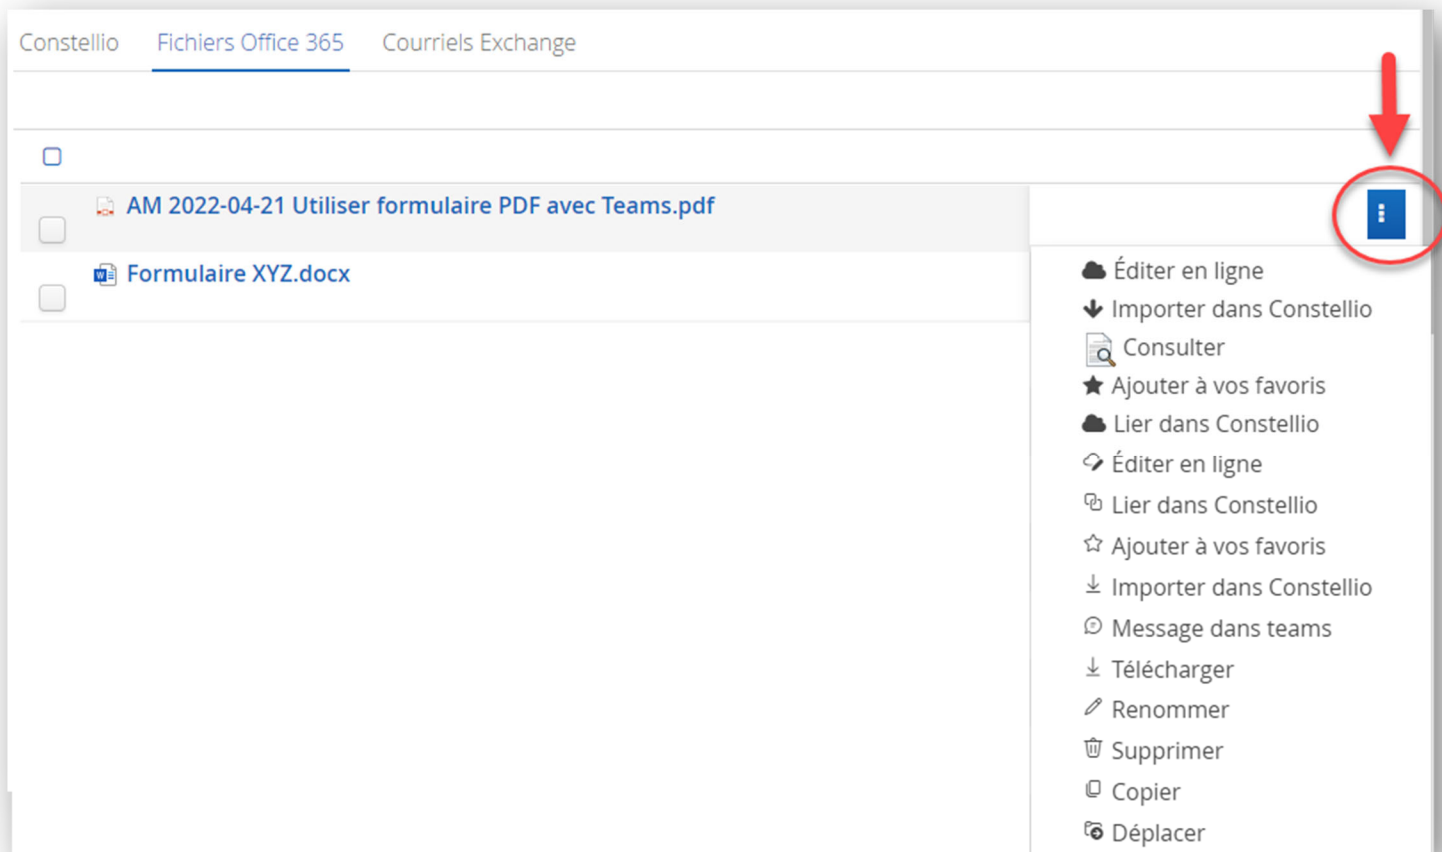 Constellio Fichiers Office 365 Courriels Exchange
AM 2022-04-21 Utiliser formulaire PDF avec Teams.pdf
Formulaire XYZ.docx
Éditer en ligne
Importer dans Constellio
Consulter
Ajouter à vos favoris
Lier dans Constellio
Éditer en ligne
Lier dans Constellio
Ajouter à vos favoris
Importer dans Constellio
Message dans teams
Télécharger
Renommer
Supprimer
Copier
Déplacer